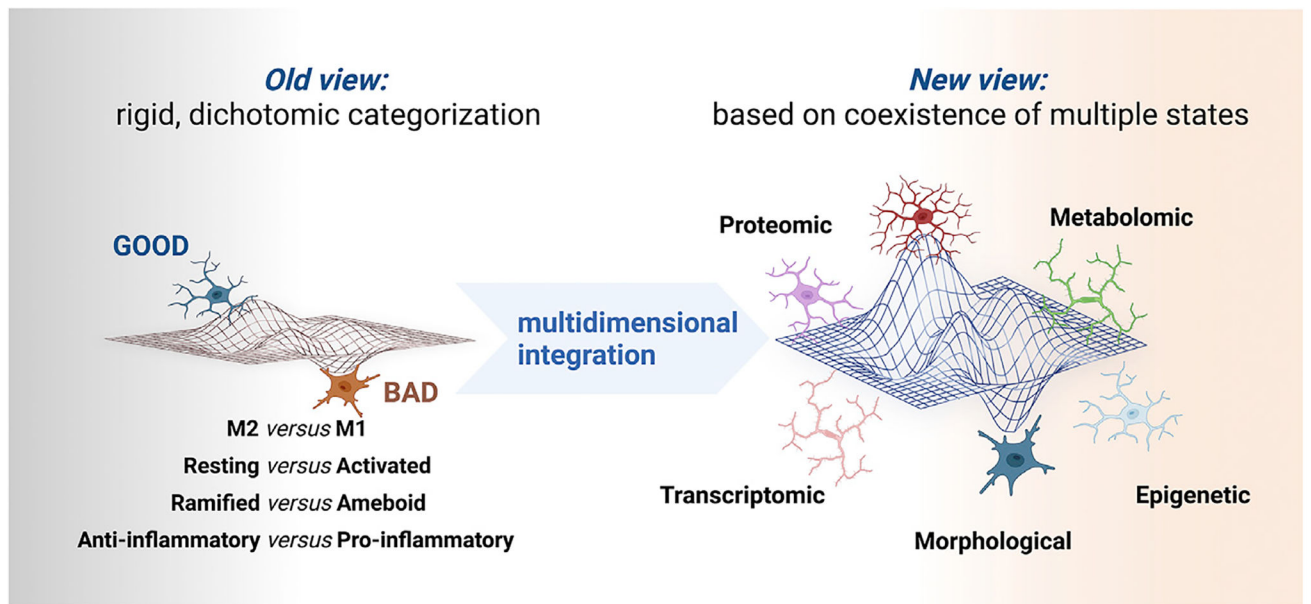 Old view:
rigid, dichotomic categorization
GOOD
BAD
M2 versus M1
Resting versus Activated
Ramified versus Ameboid
Anti-inflammatory versus Pro-inflammatory
multidimensional
integration
New view:
based on coexistence of multiple states
Proteomic
Metabolomic
Transcriptomic
Epigenetic
Morphological